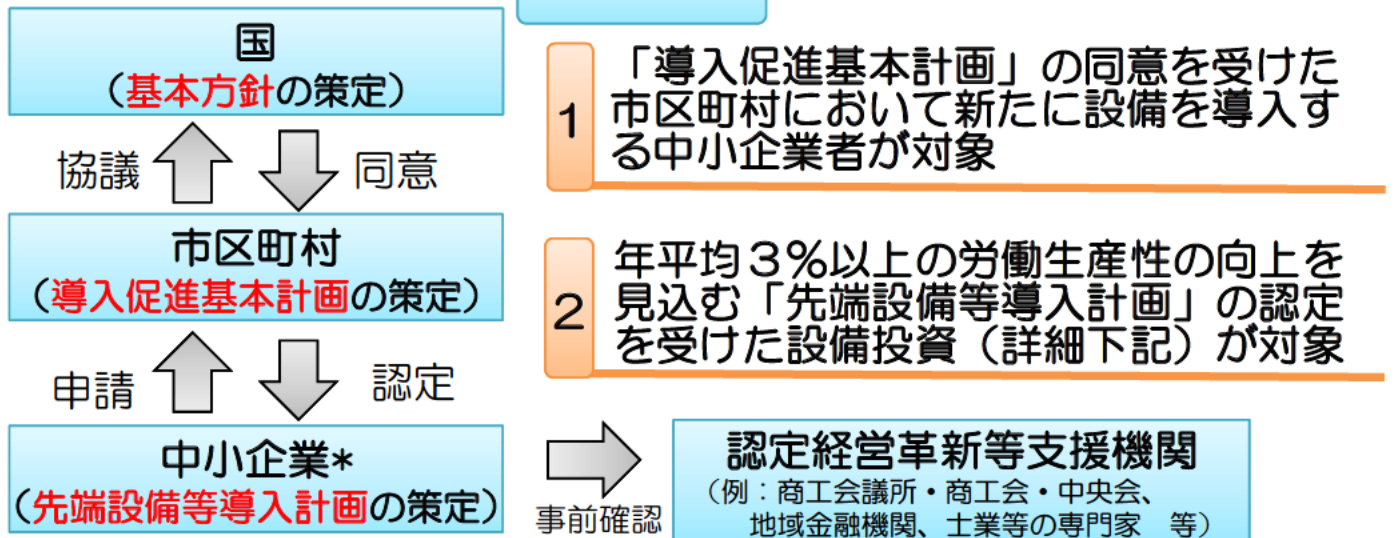 国
（基本方針の策定）
協議
同意
市区町村
（導入促進基本計画の策定）
申請
認定
中小企業*
（先端設備等導入計画の策定）
1
「導入促進基本計画」の同意を受けた
市区町村において新たに設備を導入す
る中小企業者が対象
2
年平均３％以上の労働生産性の向上を
見込む「先端設備等導入計画」の認定
を受けた設備投資（詳細下記）が対象
事前確認
認定経営革新等支援機関
（例：商工会議所・商工会・中央会、
地域金融機関、士業等の専門家　等）